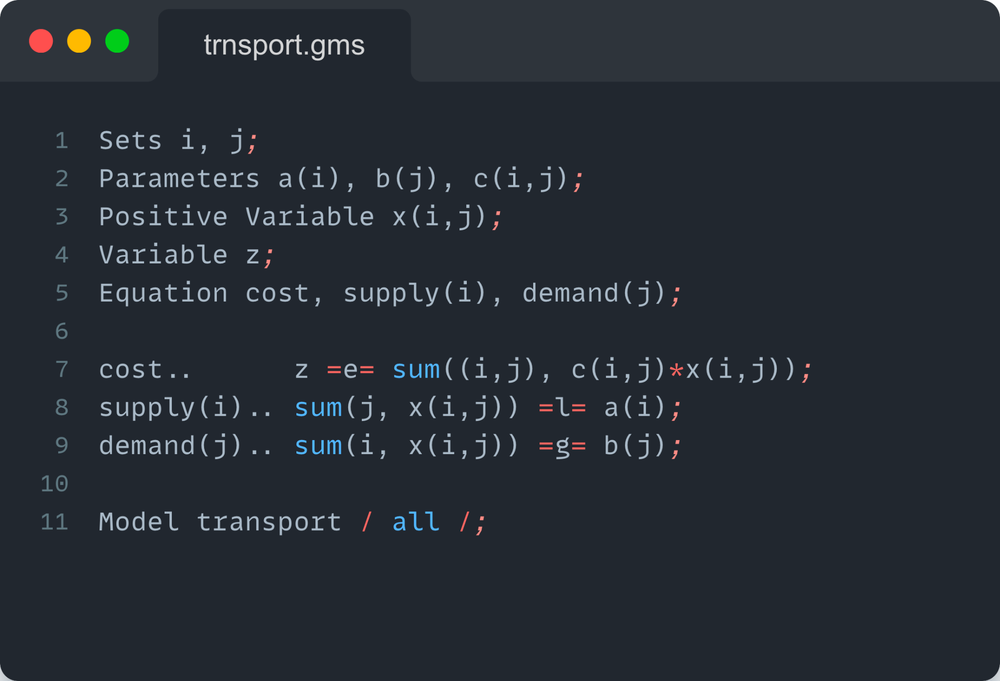 trnsport.gms
1 Sets i, j;
2 Parameters a(i), b(j), c(i,j);
3 Positive Variable x(i,j);
4 Variable z;
5 Equation cost, supply(i), demand(j);
6
7 cost..      z =e= sum((i,j), c(i,j)*x(i,j));
8 supply(i).. sum(j, x(i,j)) =l= a(i);
9 demand(j).. sum(i, x(i,j)) =g= b(j);
10
11 Model transport / all /;